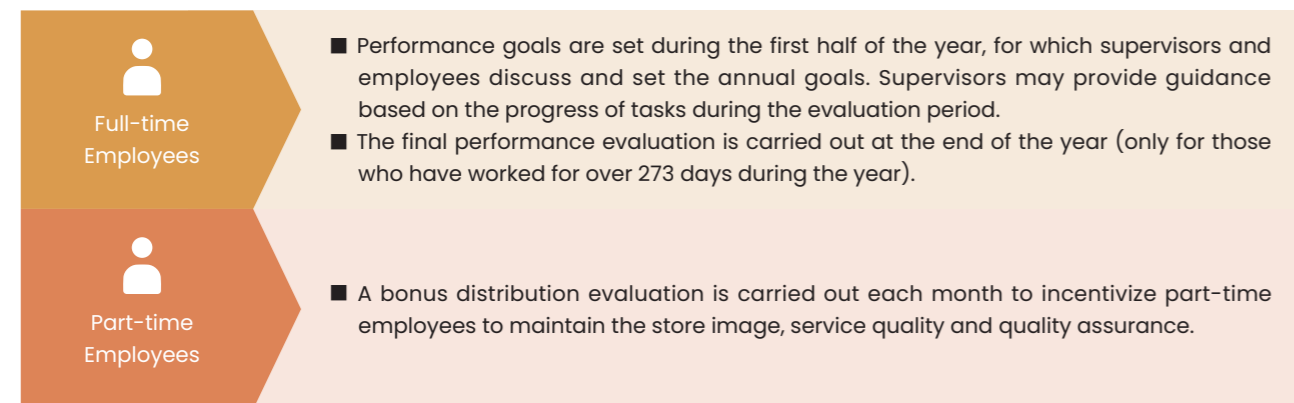 Full-time
Employees
■ Performance goals are set during the first half of the year, for which supervisors and
employees discuss and set the annual goals. Supervisors may provide guidance
based on the progress of tasks during the evaluation period.
■ The final performance evaluation is carried out at the end of the year (only for those
who have worked for over 273 days during the year).
Part-time
Employees
■ A bonus distribution evaluation is carried out each month to incentivize part-time
employees to maintain the store image, service quality and quality assurance.